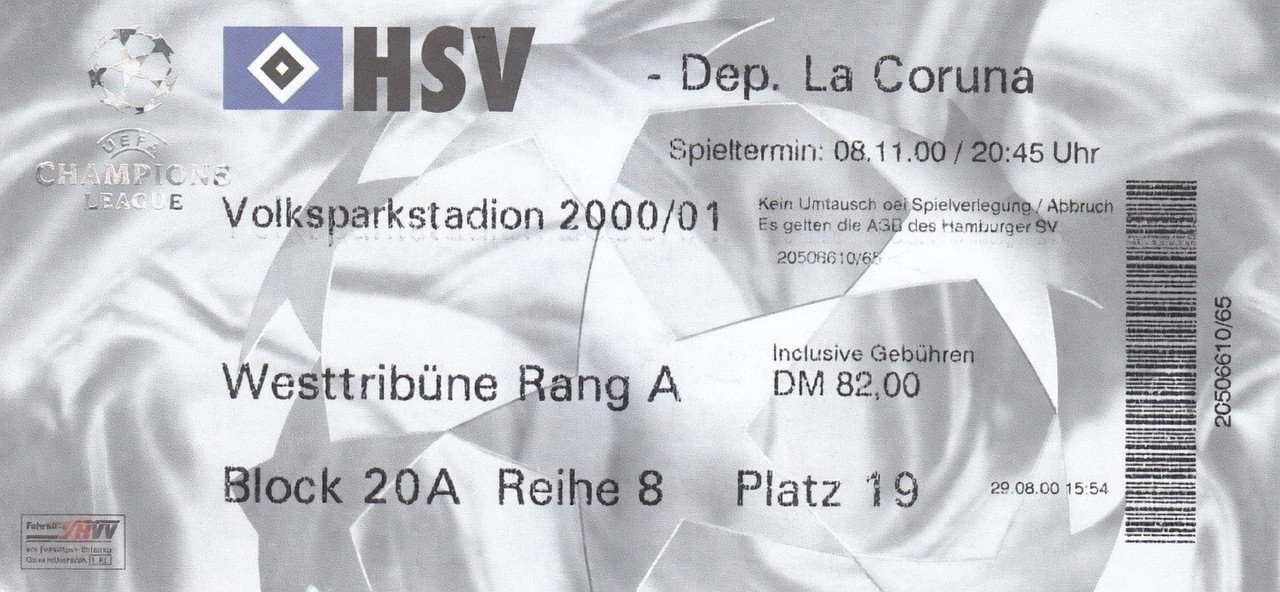 UEFA
CHAMPIONS
LEAGUE
HSV - Dep. La Coruna
Spieltermin: 08.11.00 / 20:45 Uhr
Volksparkstadion 2000/01
Kein Umtausch bei Spielverlegung / Abbruch
Es gelten die AGB des Hamburger SV
20506610/65
Westtribüne Rang A
Inclusive Gebühren
DM 82,00
Block 20A Reihe 8 Platz 19
29.08.00 15:54
20506610/65
HVV